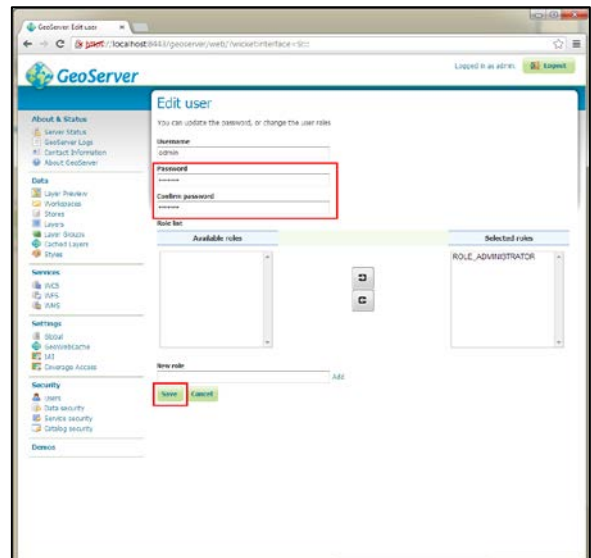 GeoServer: Edit user
https://localhost:8443/geoserver/web/?wicket:interface=:5::::
GeoServer
Logged in as admin.
Logout
Edit user
You can update the password, or change the user roles
About & Status
Server Status
GeoServer Logs
Contact Information
About GeoServer
Data
Layer Preview
Workspaces
Stores
Layers
Layer Groups
Cached Layers
Styles
Services
WCS
WFS
WMS
Settings
Global
GeoWebCache
JAI
Coverage Access
Security
Users
Data security
Service security
Catalog security
Demos
Username
admin
Password
••••••••
Confirm password
••••••••
Role list
Available roles
Selected roles
ROLE_ADMINISTRATOR
New role
Add
Save
Cancel